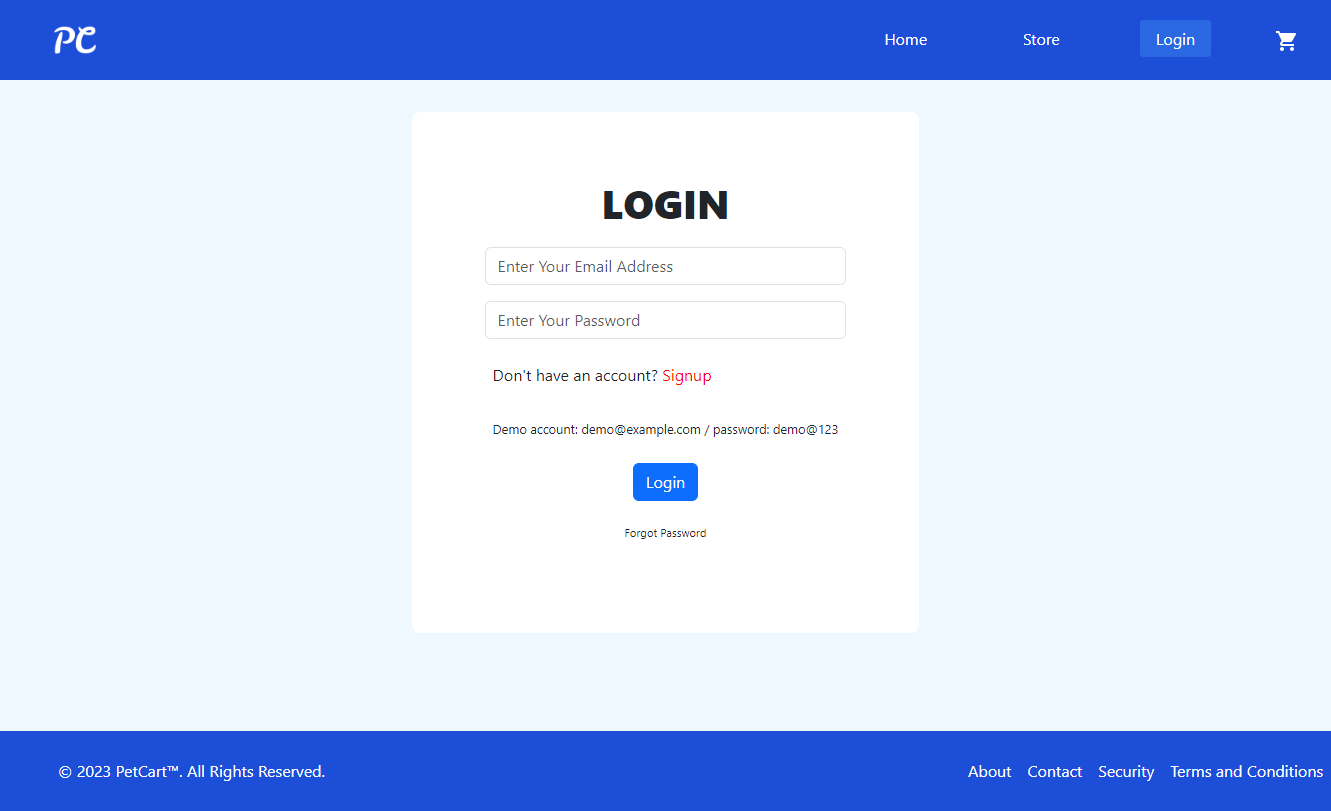 PC
Home Store Login
LOGIN
Enter Your Email Address
Enter Your Password
Don't have an account? Signup
Demo account: demo@example.com / password: demo@123
Login
Forgot Password
© 2023 PetCart™. All Rights Reserved. About Contact Security Terms and Conditions